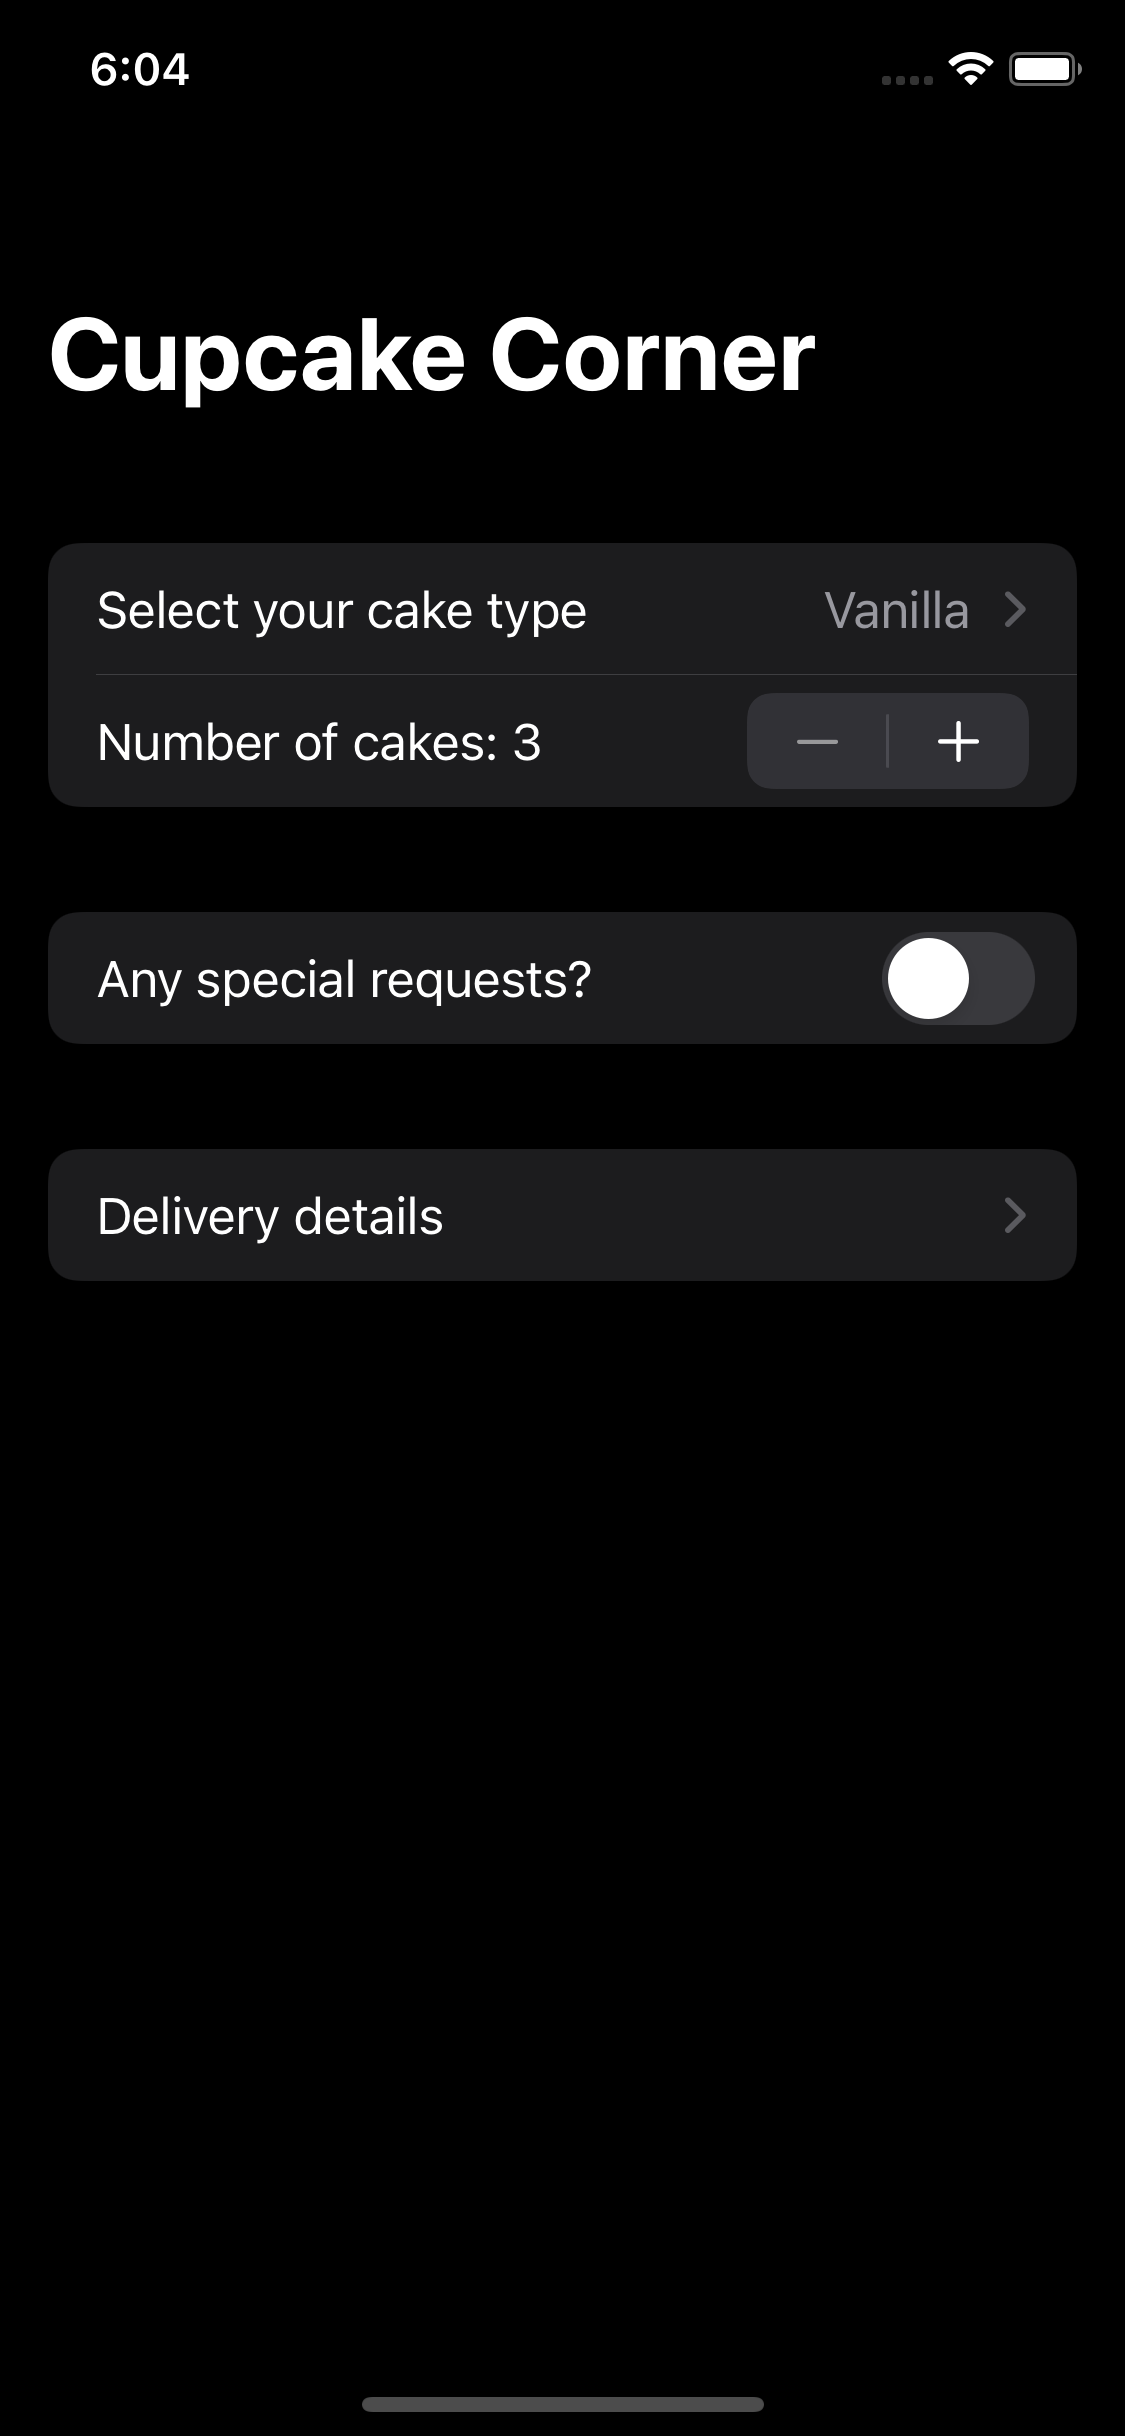 6:04
Cupcake Corner
Select your cake type Vanilla
Number of cakes: 3
Any special requests?
Delivery details